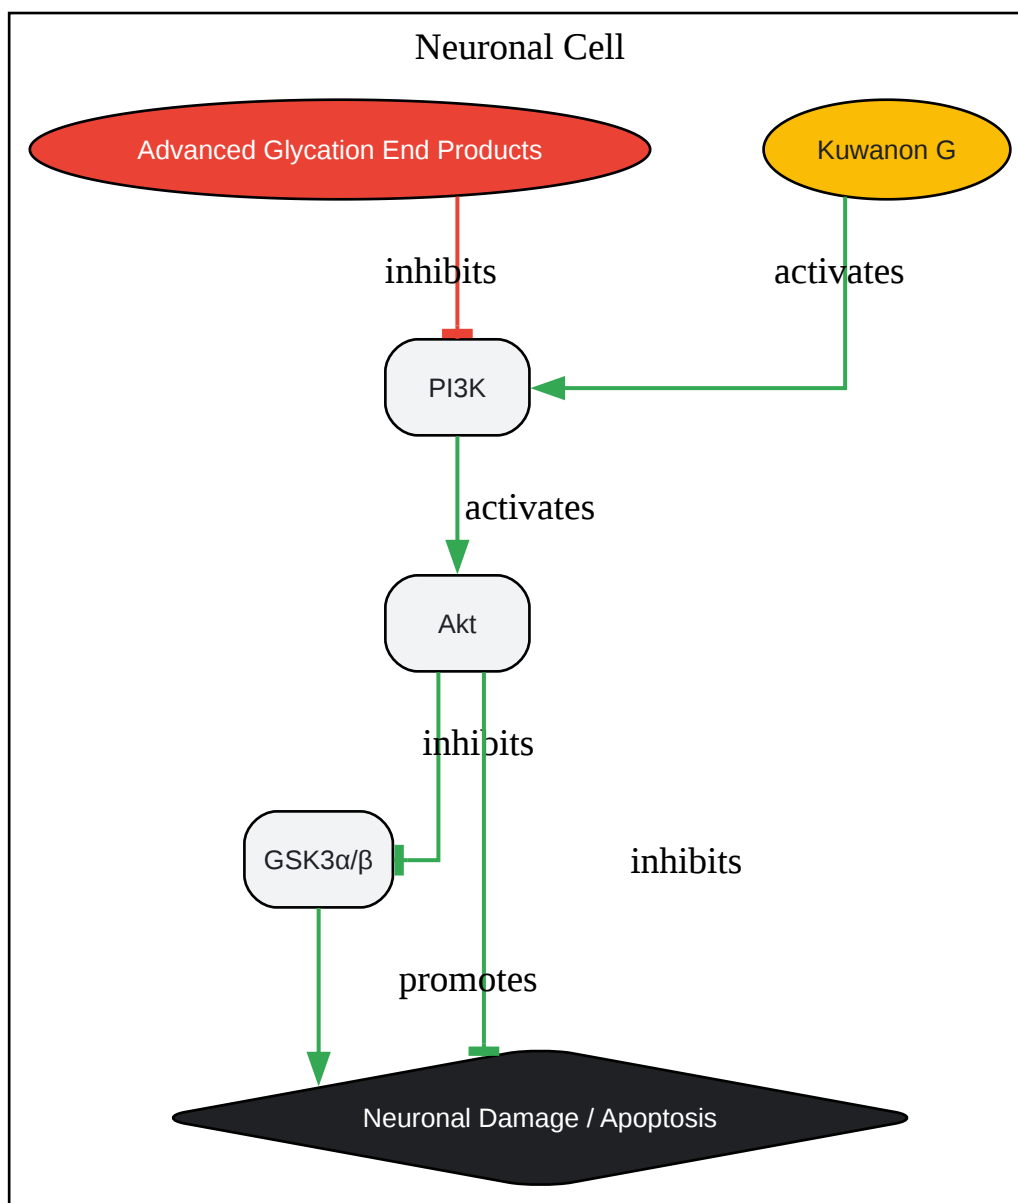 Neuronal Cell
Advanced Glycation End Products
Kuwanon G
inhibits
activates
PI3K
activates
Akt
inhibits
GSK3α/β
inhibits
promotes
Neuronal Damage / Apoptosis